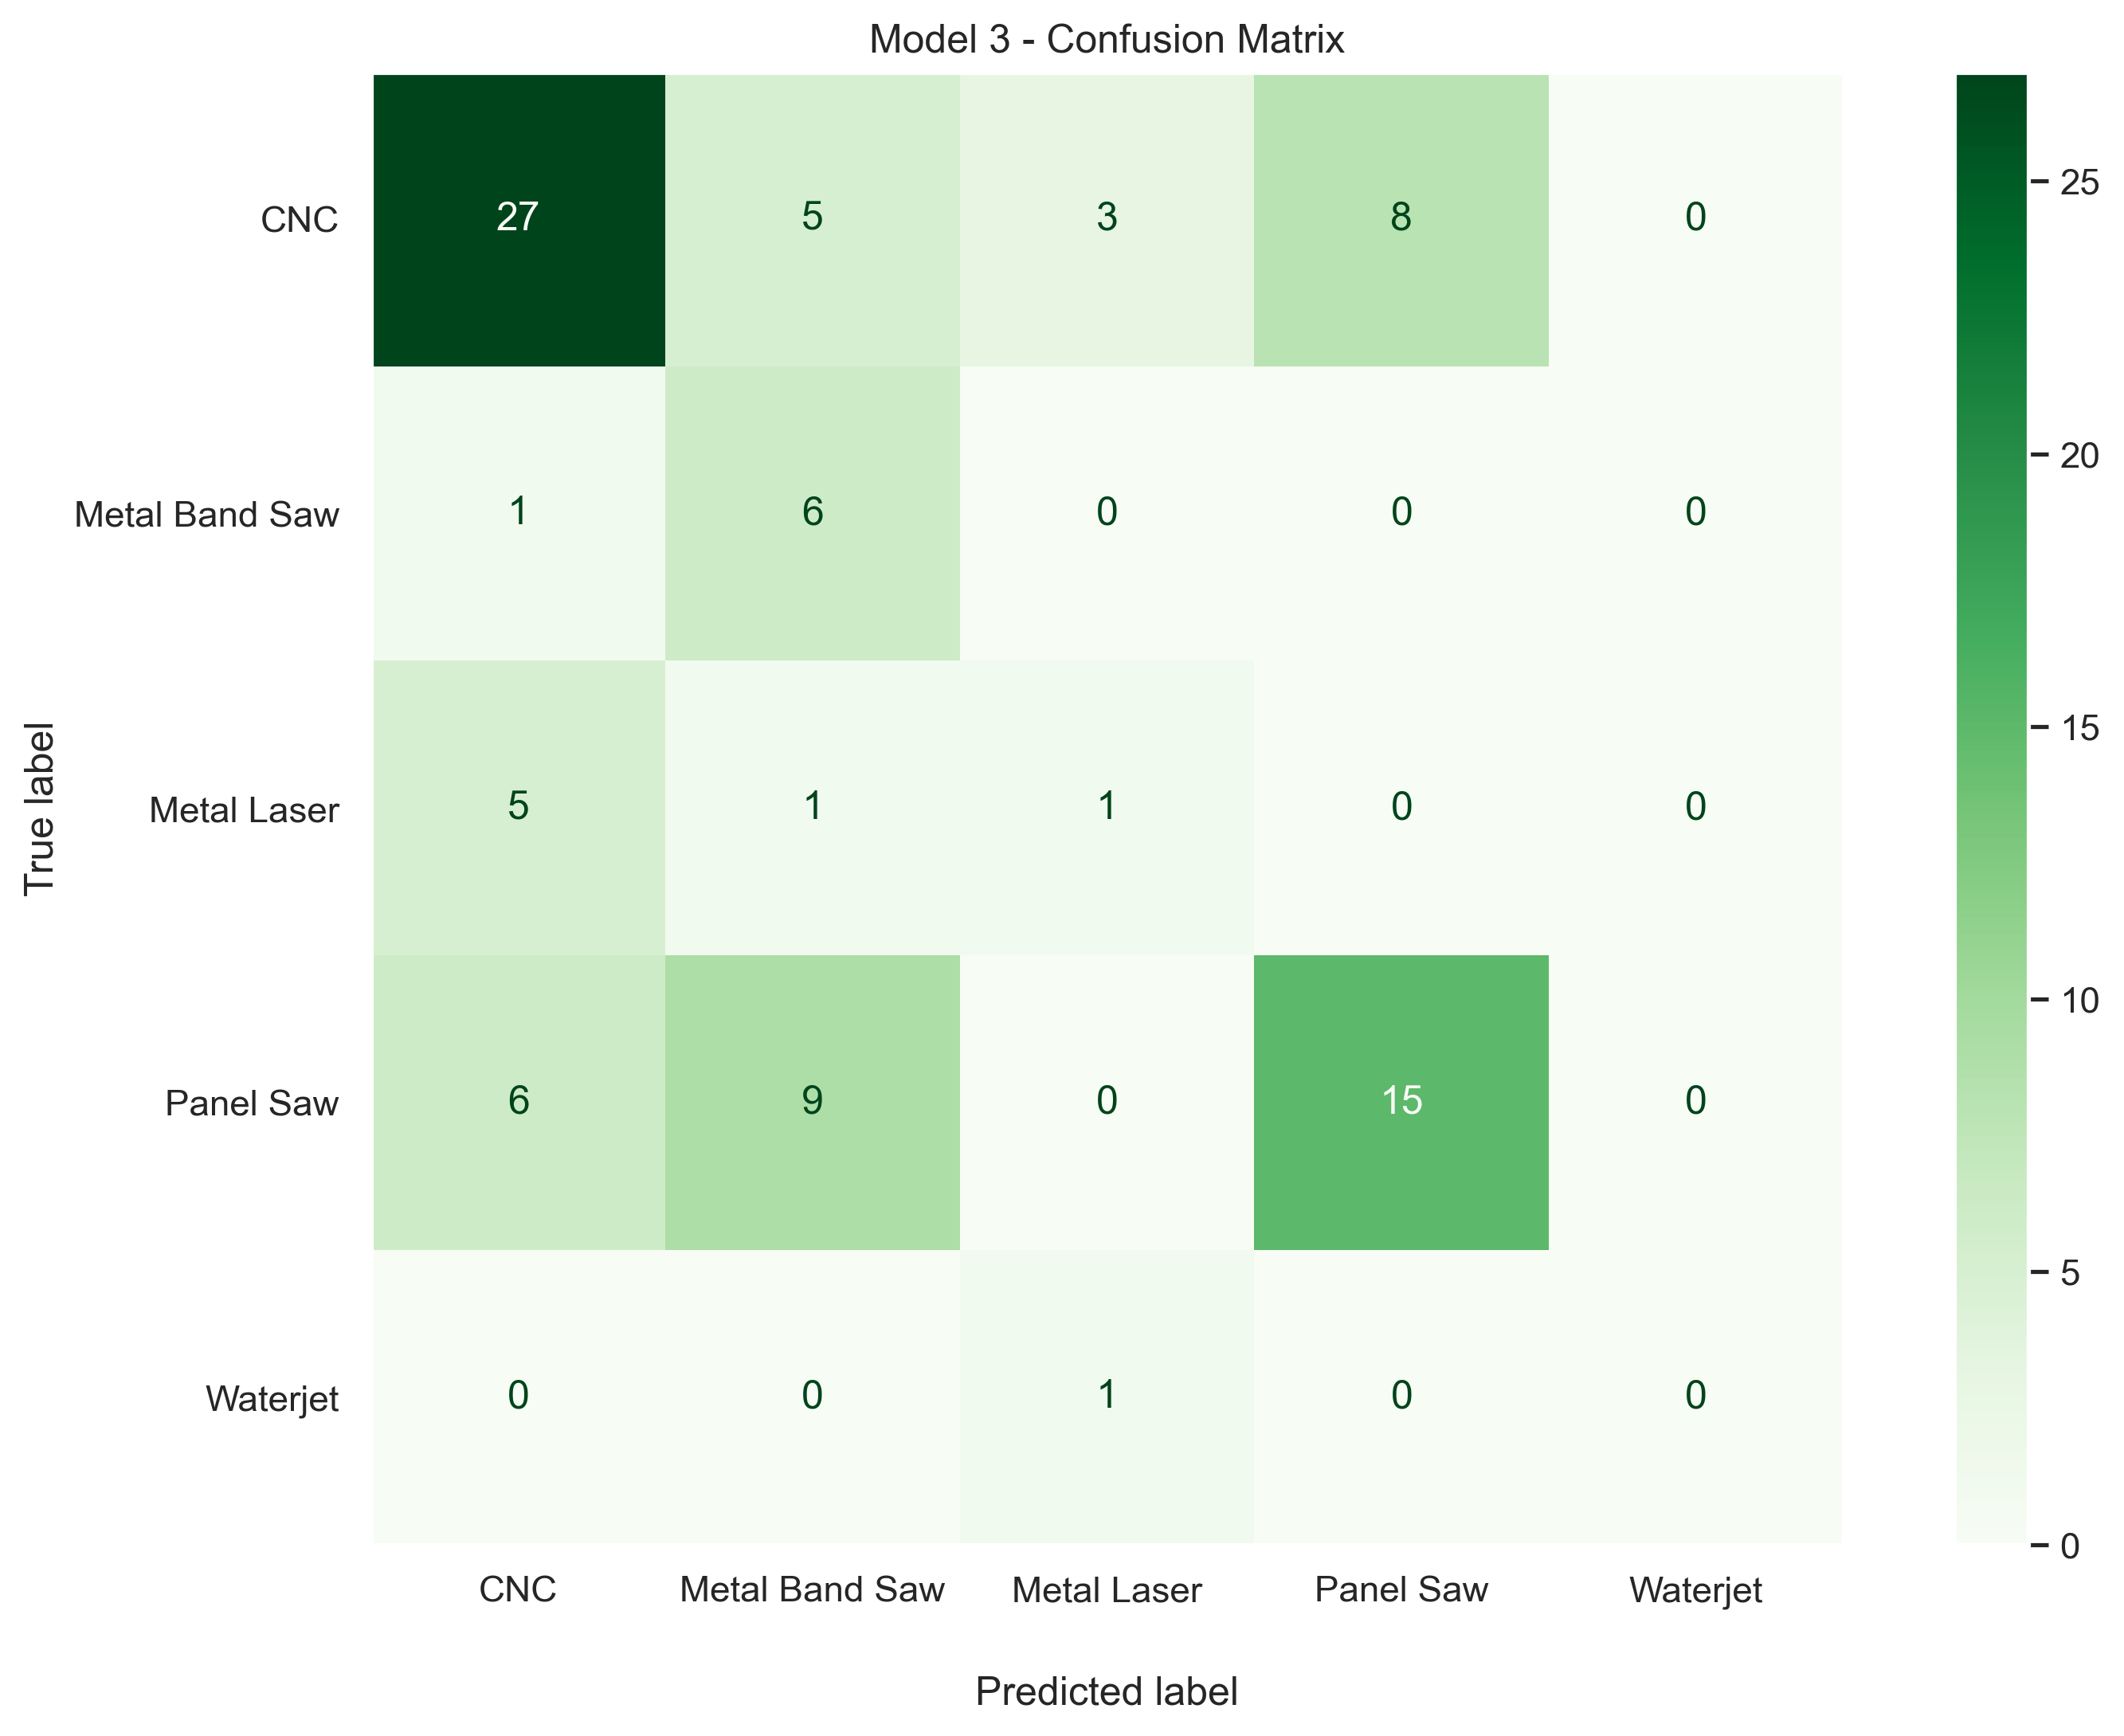 Model 3 - Confusion Matrix
True label
CNC 27 5 3 8 0
Metal Band Saw 1 6 0 0 0
Metal Laser 5 1 1 0 0
Panel Saw 6 9 0 15 0
Waterjet 0 0 1 0 0
CNC Metal Band Saw Metal Laser Panel Saw Waterjet
Predicted label
25
20
15
10
5
0